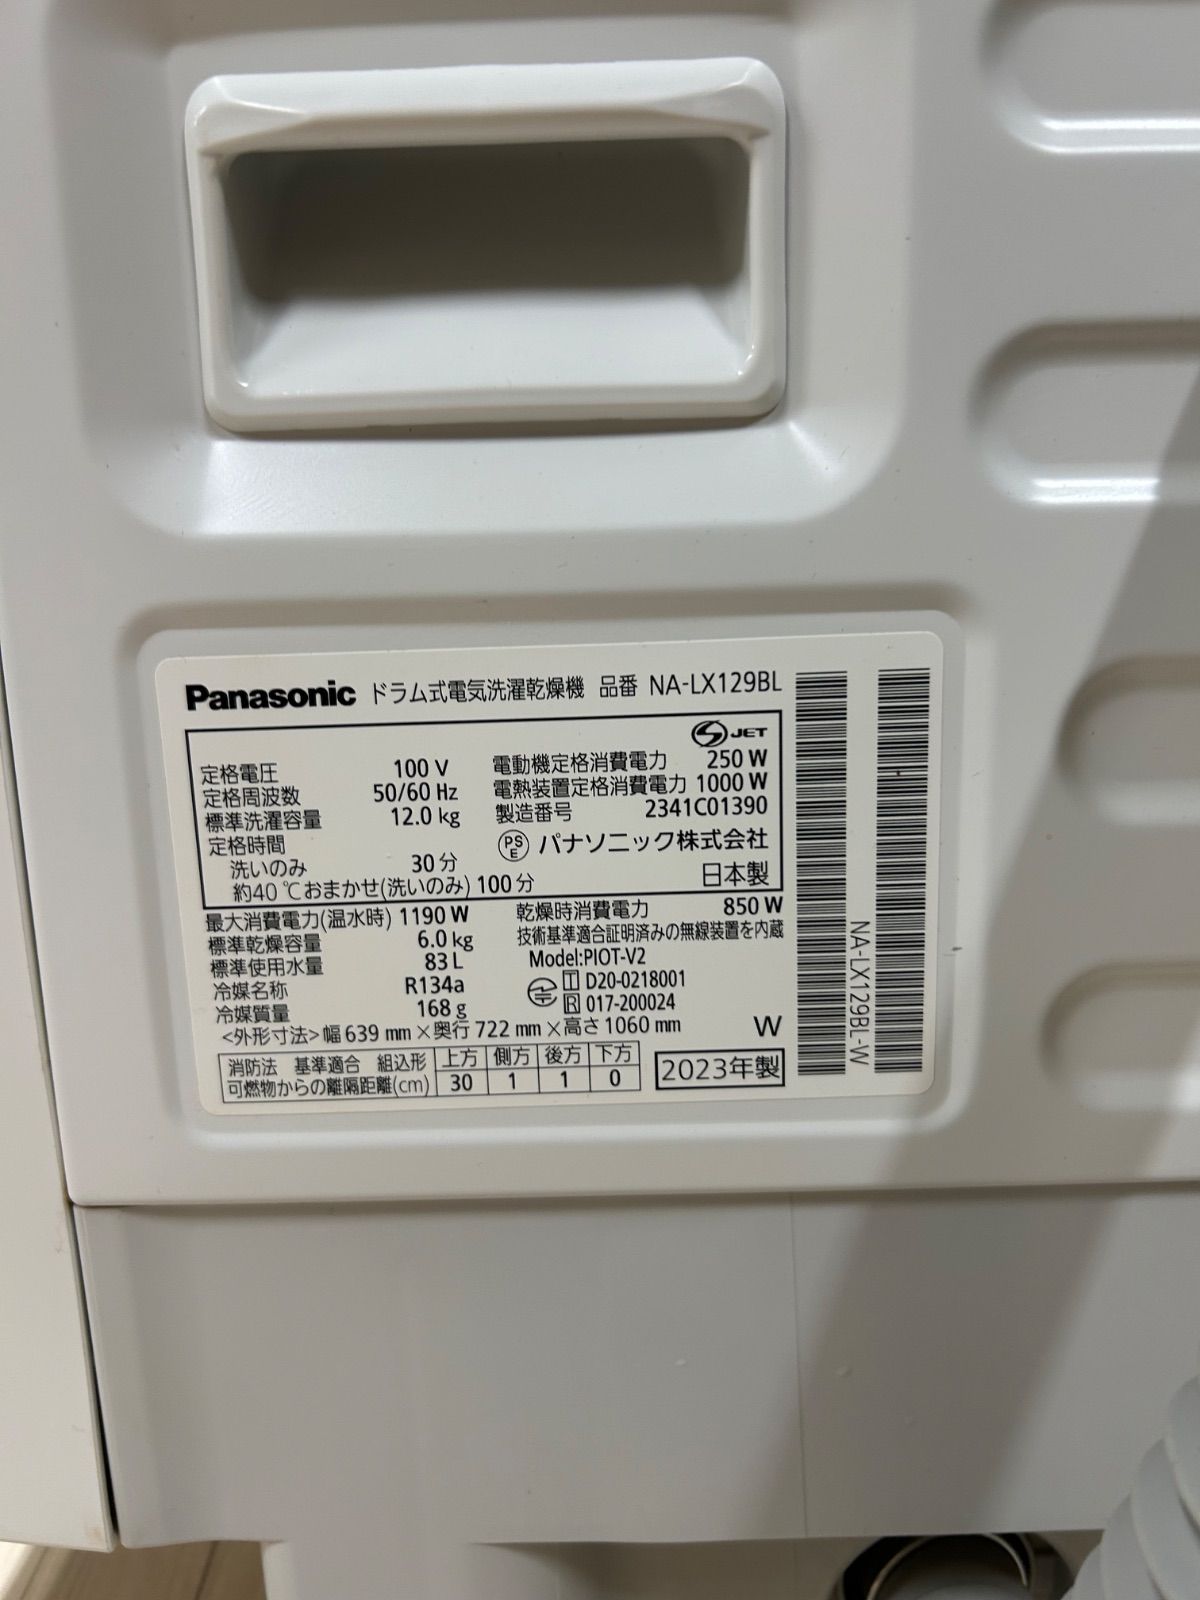 Panasonic ドラム式電気洗濯乾燥機 品番 NA-LX129BL
JET
定格電圧 100 V
定格周波数 50/60 Hz
標準洗濯容量 12.0 kg
定格時間
洗いのみ 30 分
約40 ℃おまかせ(洗いのみ) 100 分
電動機定格消費電力 250 W
電熱装置定格消費電力 1000 W
製造番号 2341C01390
PS E パナソニック株式会社
日本製
最大消費電力(温水時) 1190 W
標準乾燥容量 6.0 kg
標準使用水量 83 L
冷媒名称 R134a
冷媒質量 168 g
乾燥時消費電力 850 W
技術基準適合証明済みの無線装置を内蔵
Model:PIOT-V2
T D20-0218001
R 017-200024
<外形寸法> 幅 639 mm × 奥行 722 mm × 高さ 1060 mm
W
消防法 基準適合 組込形 上方 側方 後方 下方
可燃物からの離隔距離(cm) 30 1 1 0
2023年製
NA-LX129BL-W